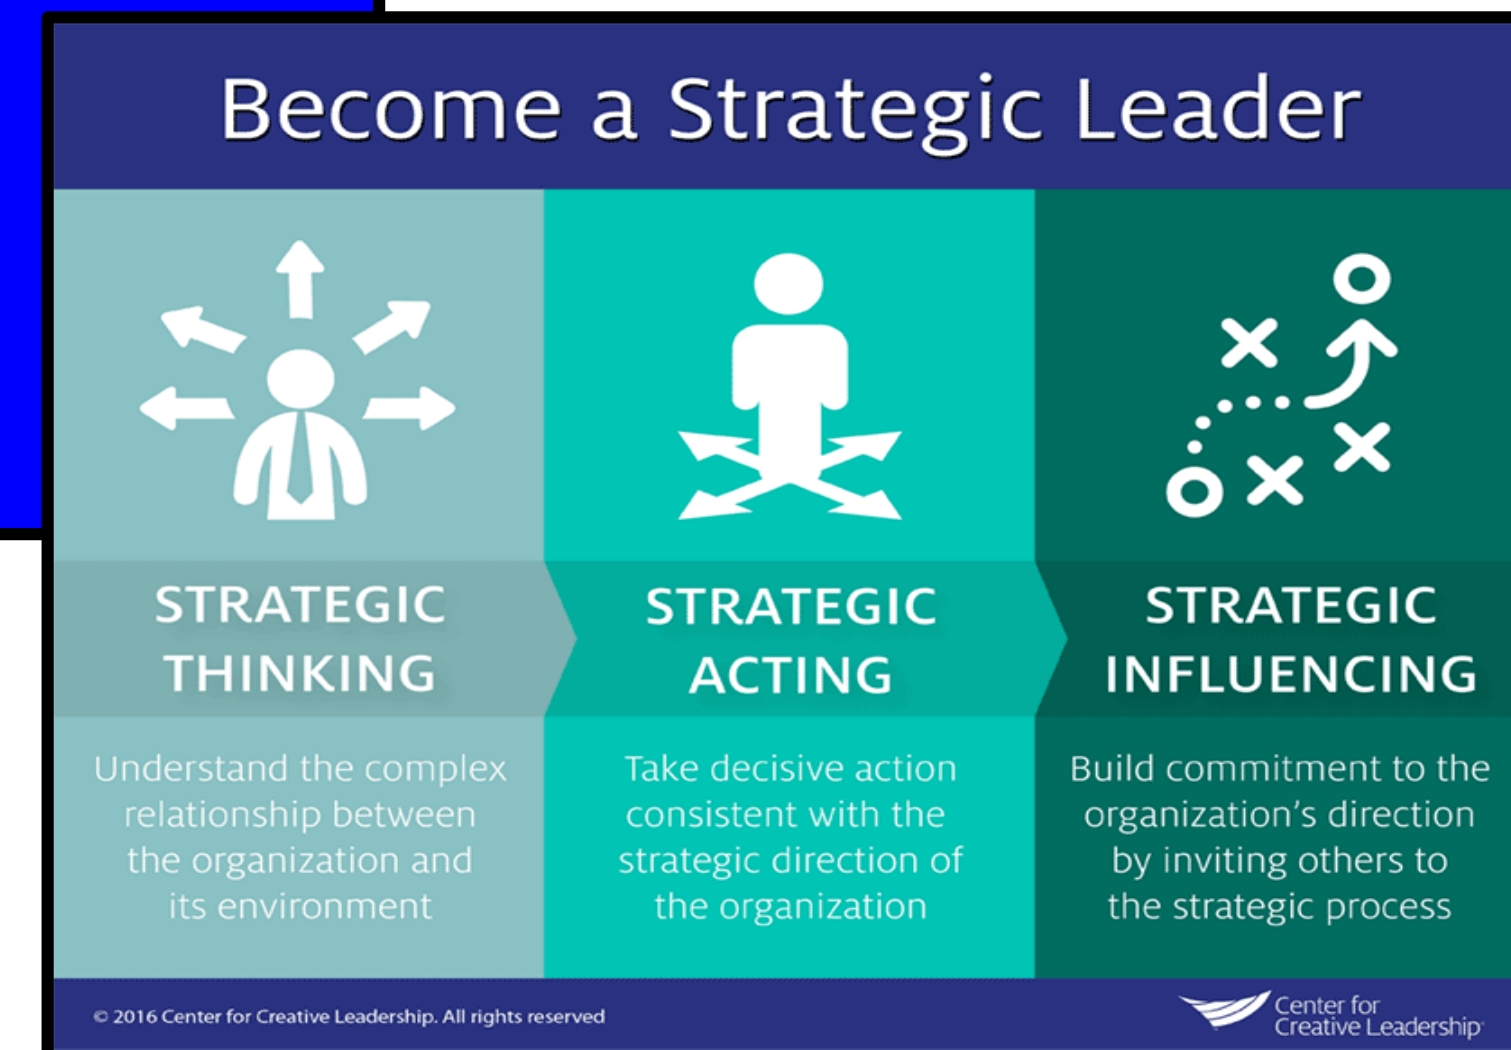 Become a Strategic Leader
STRATEGIC
THINKING
Understand the complex
relationship between
the organization and
its environment
STRATEGIC
ACTING
Take decisive action
consistent with the
strategic direction of
the organization
STRATEGIC
INFLUENCING
Build commitment to the
organization’s direction
by inviting others to
the strategic process
© 2016 Center for Creative Leadership. All rights reserved
Center for
Creative Leadership